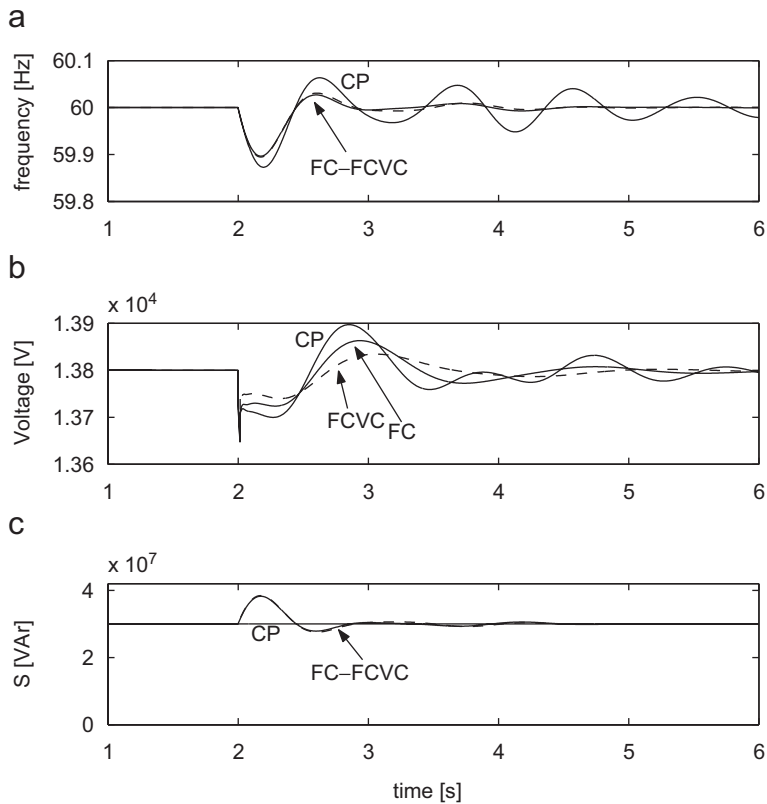 a
60.1
60
59.9
59.8
frequency [Hz]
CP
FC–FCVC
1 2 3 4 5 6
b
x 10^4
1.39
1.38
1.37
1.36
Voltage [V]
CP
FCVC
FC
1 2 3 4 5 6
c
x 10^7
4
2
0
S [VAr]
CP
FC–FCVC
1 2 3 4 5 6
time [s]